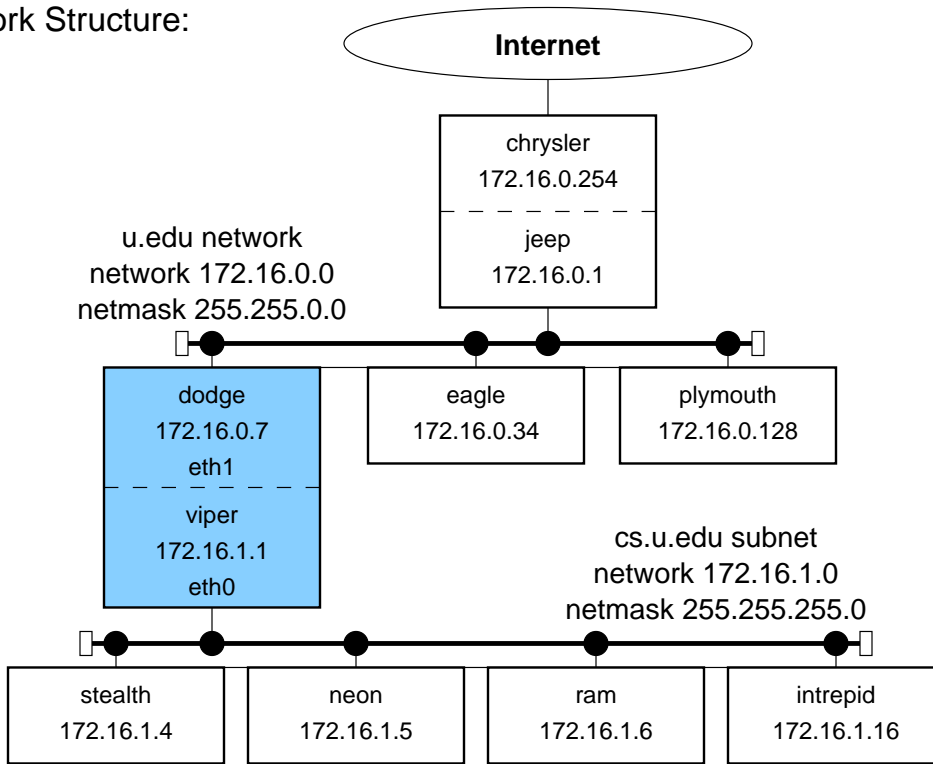 ork Structure:
Internet
chrysler
172.16.0.254
jeep
172.16.0.1
u.edu network
network 172.16.0.0
netmask 255.255.0.0
dodge
172.16.0.7
eth1
eagle
172.16.0.34
plymouth
172.16.0.128
viper
172.16.1.1
eth0
cs.u.edu subnet
network 172.16.1.0
netmask 255.255.255.0
stealth
172.16.1.4
neon
172.16.1.5
ram
172.16.1.6
intrepid
172.16.1.16